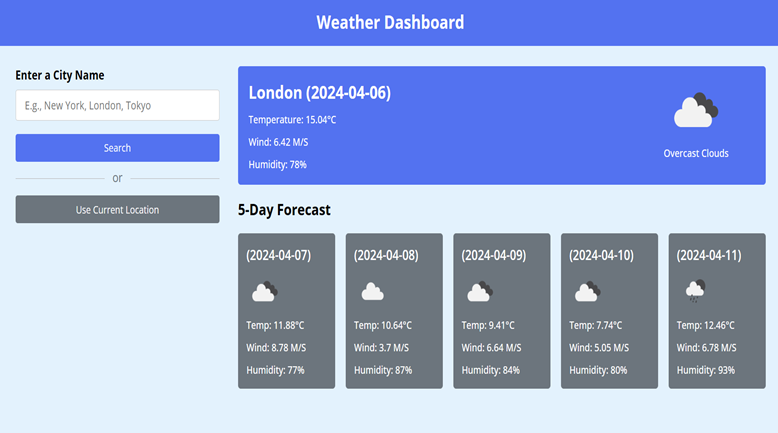 Weather Dashboard
Enter a City Name
E.g., New York, London, Tokyo
Search
or
Use Current Location
London (2024-04-06)
Temperature: 15.04°C
Wind: 6.42 M/S
Humidity: 78%
Overcast Clouds
5-Day Forecast
(2024-04-07)
Temp: 11.88°C
Wind: 8.78 M/S
Humidity: 77%
(2024-04-08)
Temp: 10.64°C
Wind: 3.7 M/S
Humidity: 87%
(2024-04-09)
Temp: 9.41°C
Wind: 6.64 M/S
Humidity: 84%
(2024-04-10)
Temp: 7.74°C
Wind: 5.05 M/S
Humidity: 80%
(2024-04-11)
Temp: 12.46°C
Wind: 6.78 M/S
Humidity: 93%